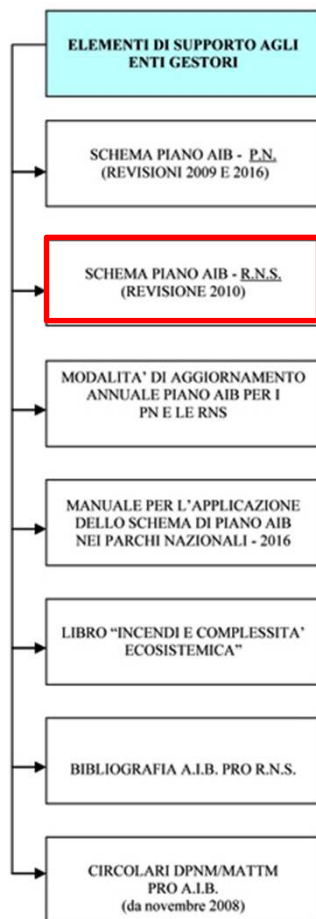 ELEMENTI DI SUPPORTO AGLI
ENTI GESTORI
SCHEMA PIANO AIB - P.N.
(REVISIONI 2009 E 2016)
SCHEMA PIANO AIB - R.N.S.
(REVISIONE 2010)
MODALITA' DI AGGIORNAMENTO
ANNUALE PIANO AIB PER I
PN E LE RNS
MANUALE PER L'APPLICAZIONE
DELLO SCHEMA DI PIANO AIB
NEI PARCHI NAZIONALI - 2016
LIBRO "INCENDI E COMPLESSITA'
ECOSISTEMICA"
BIBLIOGRAFIA A.I.B. PRO R.N.S.
CIRCOLARI DPNM/MATTM
PRO A.I.B.
(da novembre 2008)